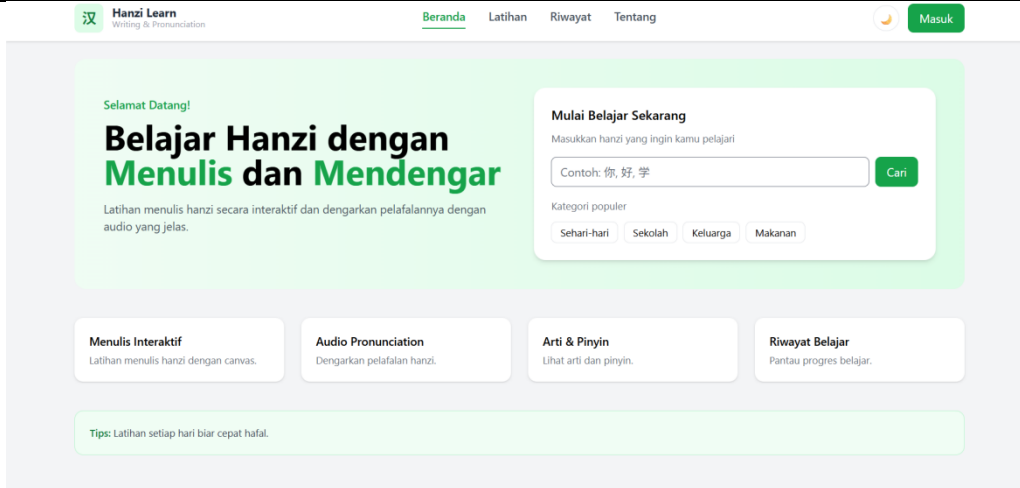 汉
Hanzi Learn
Writing & Pronunciation
Beranda
Latihan
Riwayat
Tentang
Masuk
Selamat Datang!
Belajar Hanzi dengan
Menulis dan Mendengar
Latihan menulis hanzi secara interaktif dan dengarkan pelafalannya dengan
audio yang jelas.
Mulai Belajar Sekarang
Masukkan hanzi yang ingin kamu pelajari
Contoh: 你, 好, 学
Cari
Kategori populer
Sehari-hari
Sekolah
Keluarga
Makanan
Menulis Interaktif
Latihan menulis hanzi dengan canvas.
Audio Pronunciation
Dengarkan pelafalan hanzi.
Arti & Pinyin
Lihat arti dan pinyin.
Riwayat Belajar
Pantau progres belajar.
Tips: Latihan setiap hari biar cepat hafal.